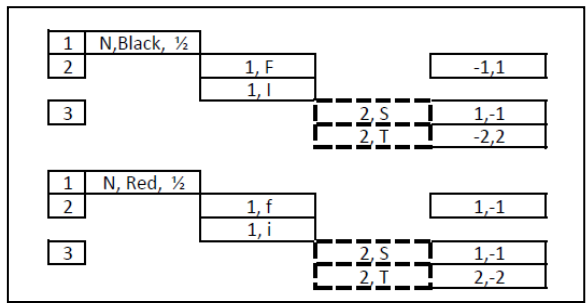 1 N,Black, ½
2 1, F -1,1
1, I
3 2, S 1,-1
2, T -2,2
1 N, Red, ½
2 1, f 1,-1
1, i
3 2, S 1,-1
2, T 2,-2